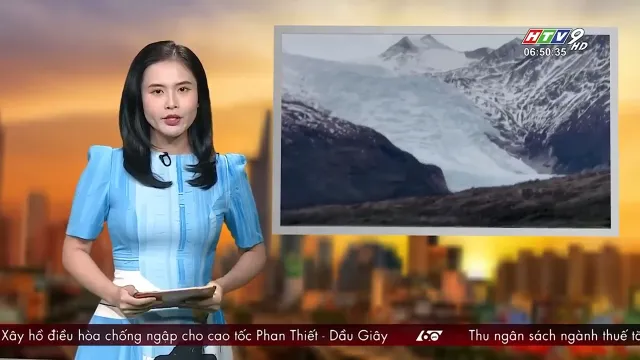 HTV9 HD
06:50:35
Xây hồ điều hòa chống ngập cho cao tốc Phan Thiết - Dầu Giây
60
Thu ngân sách ngành thuế tă